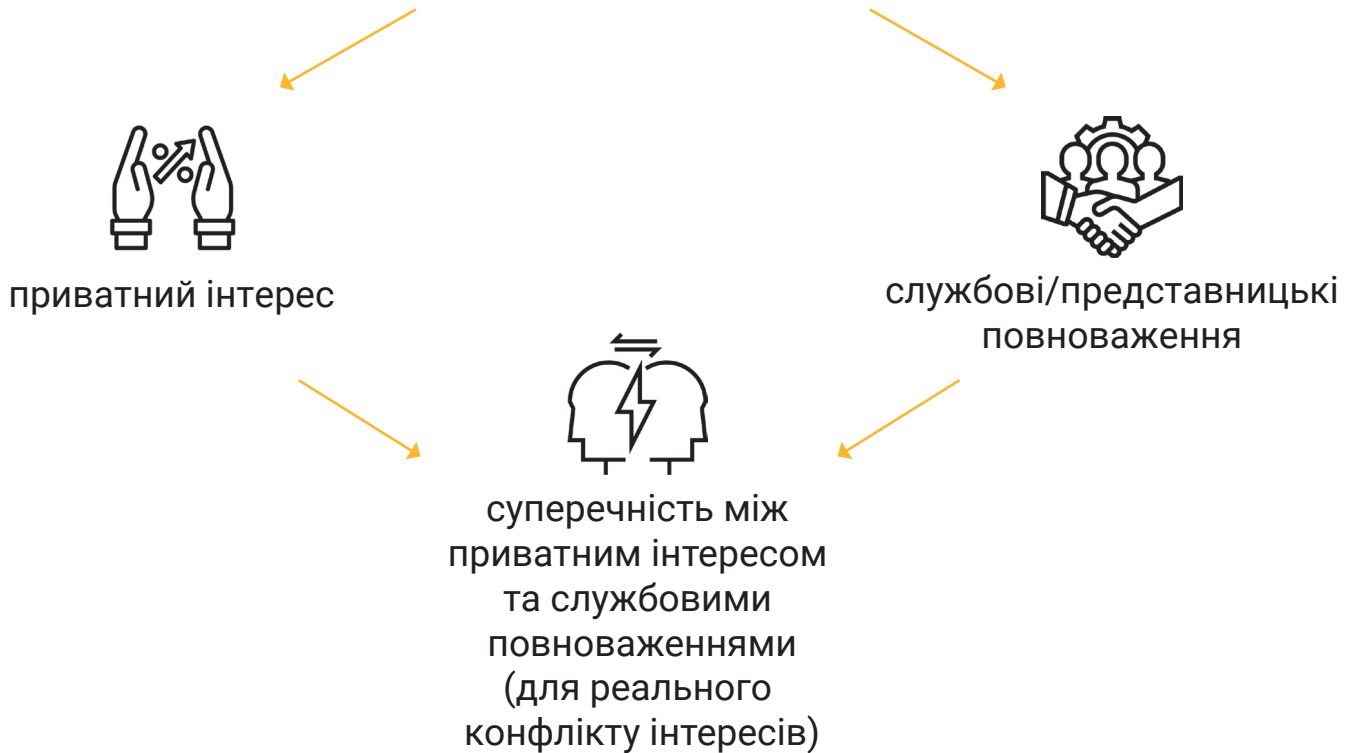 приватний інтерес
службові/представницькі
повноваження
суперечність між
приватним інтересом
та службовими
повноваженнями
(для реального
конфлікту інтересів)